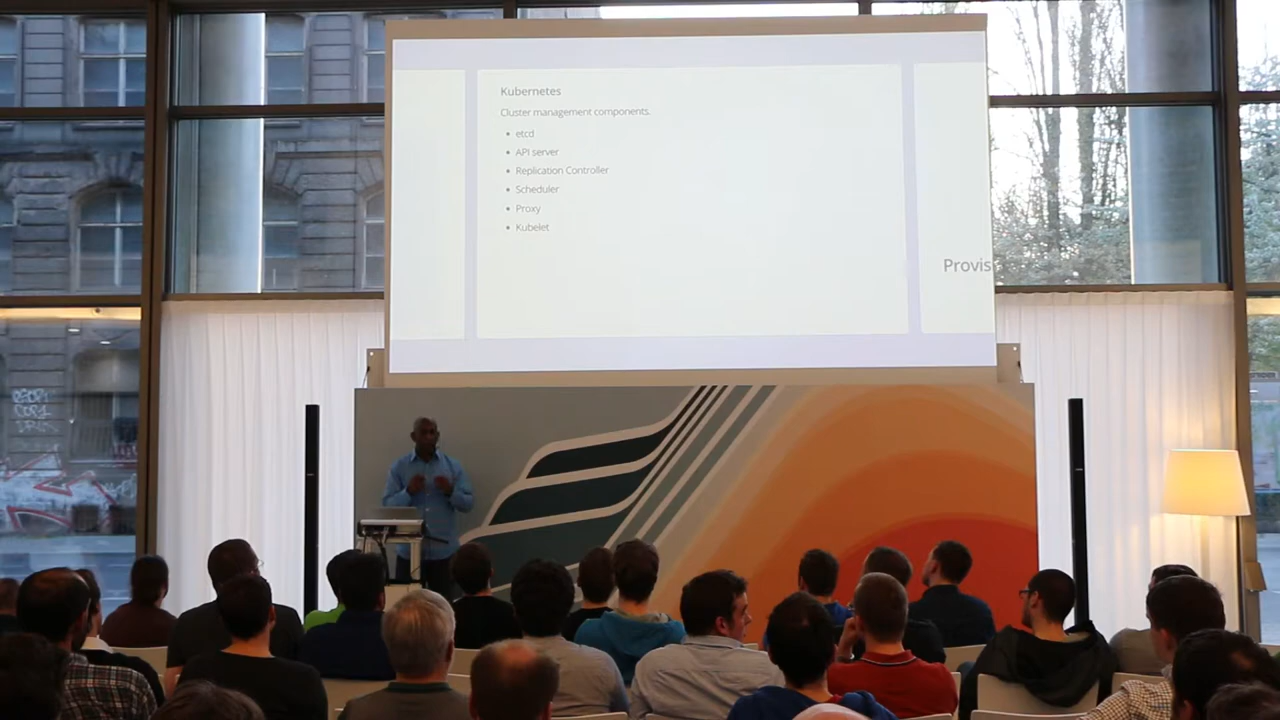 Kubernetes
Cluster management components.
• etcd
• API server
• Replication Controller
• Scheduler
• Proxy
• Kubelet
Provis